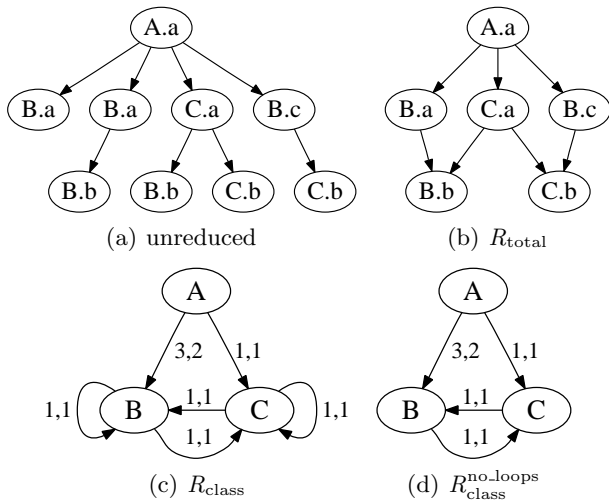 A.a A.a
B.a B.a C.a B.c B.a C.a B.c
B.b B.b C.b C.b B.b C.b
(a) unreduced (b) R_total
A A
3,2 1,1 3,2 1,1
1,1 B 1,1 C 1,1 B 1,1 C
1,1 1,1
(c) R_class (d) R_class^no_loops